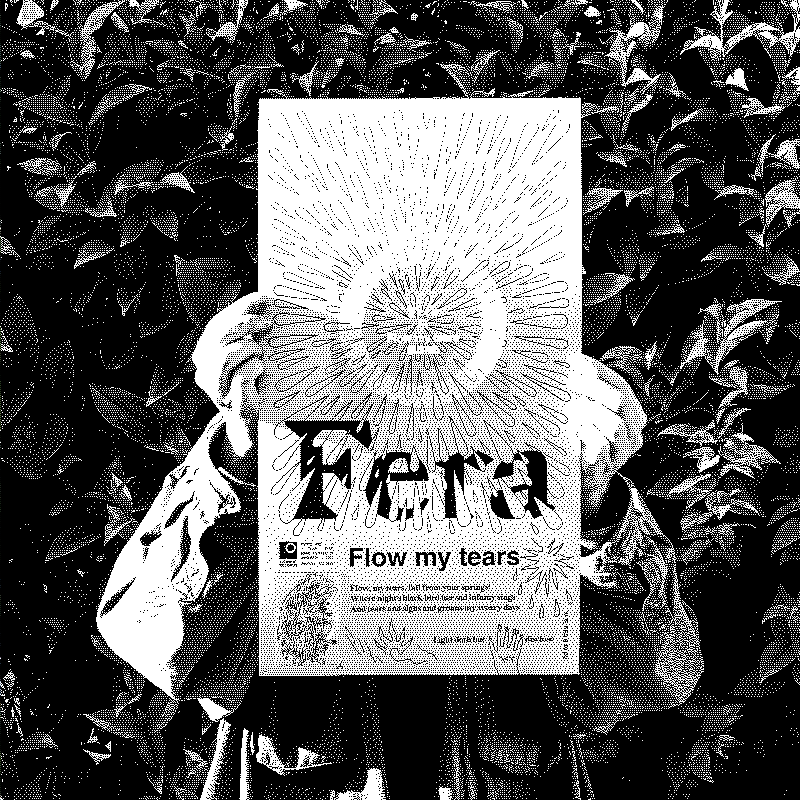 Fera
Flow my tears
Flow, my tears, fall from your springs!
Where night's black bird her sad infamy sings
And tears and sighs and groans my weary days